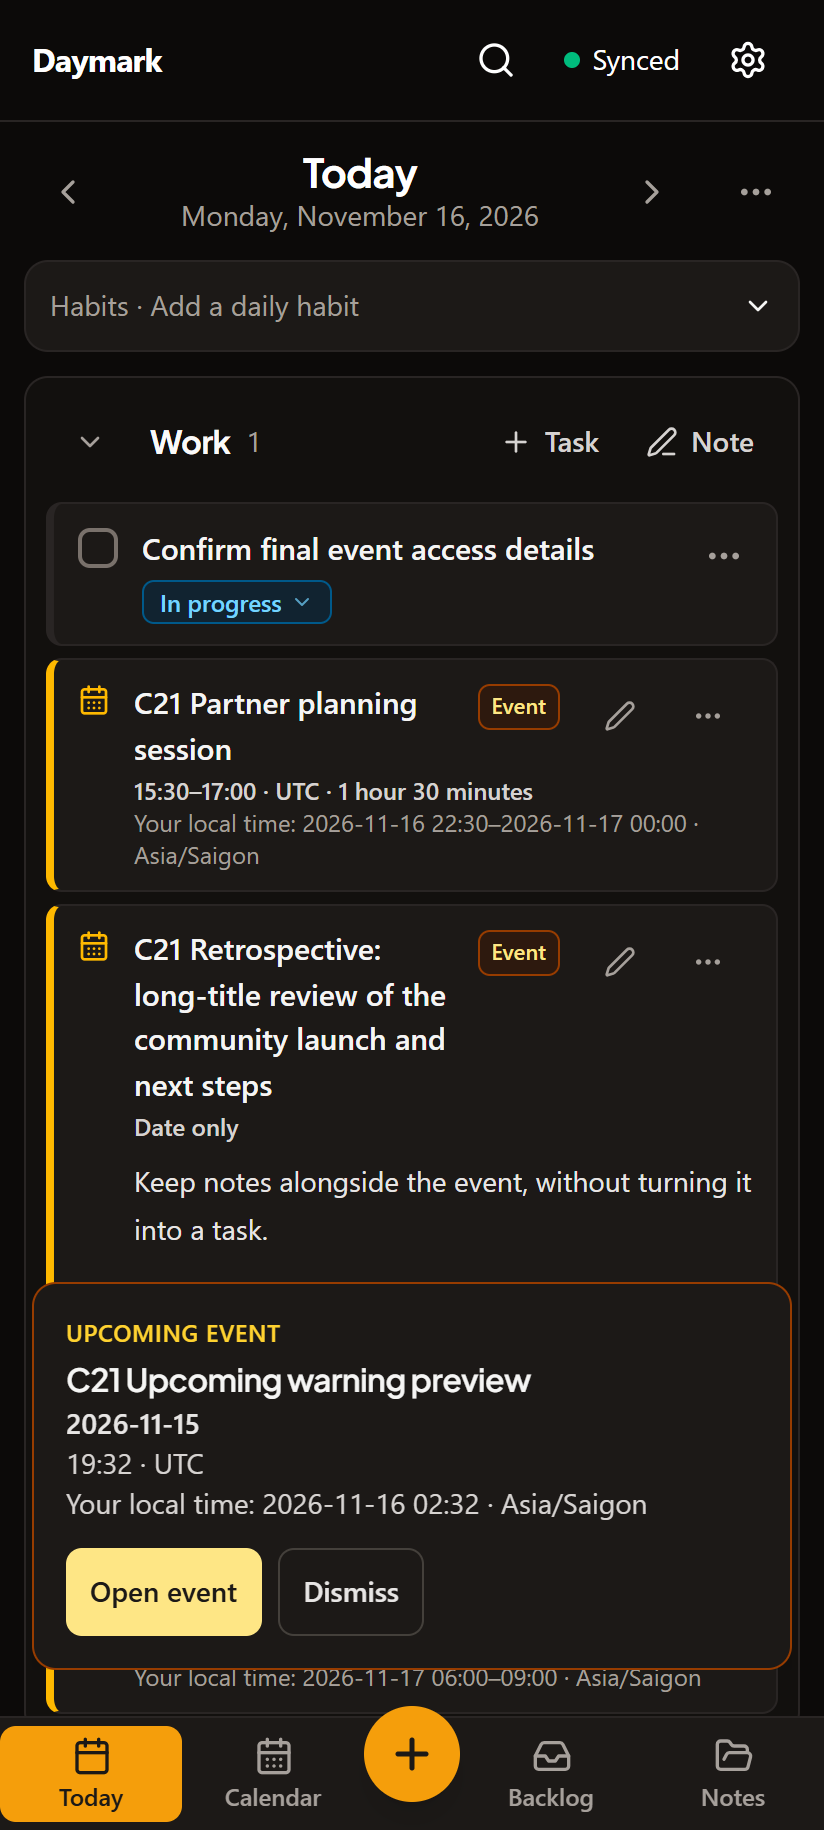 Daymark
Synced
Today
Monday, November 16, 2026
Habits · Add a daily habit
Work 1
Task
Note
Confirm final event access details
In progress
C21 Partner planning
session
Event
15:30–17:00 · UTC · 1 hour 30 minutes
Your local time: 2026-11-16 22:30–2026-11-17 00:00 ·
Asia/Saigon
C21 Retrospective:
long-title review of the
community launch and
next steps
Event
Date only
Keep notes alongside the event, without turning it
into a task.
UPCOMING EVENT
C21 Upcoming warning preview
2026-11-15
19:32 · UTC
Your local time: 2026-11-16 02:32 · Asia/Saigon
Open event
Dismiss
Your local time: 2026-11-17 06:00–09:00 · Asia/Saigon
Today
Calendar
Backlog
Notes